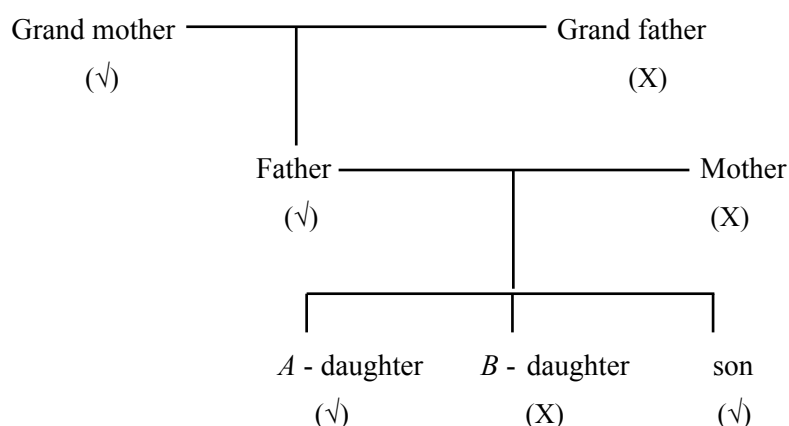 Grand mother Grand father
(√) (X)
Father Mother
(√) (X)
A - daughter B - daughter son
(√) (X) (√)